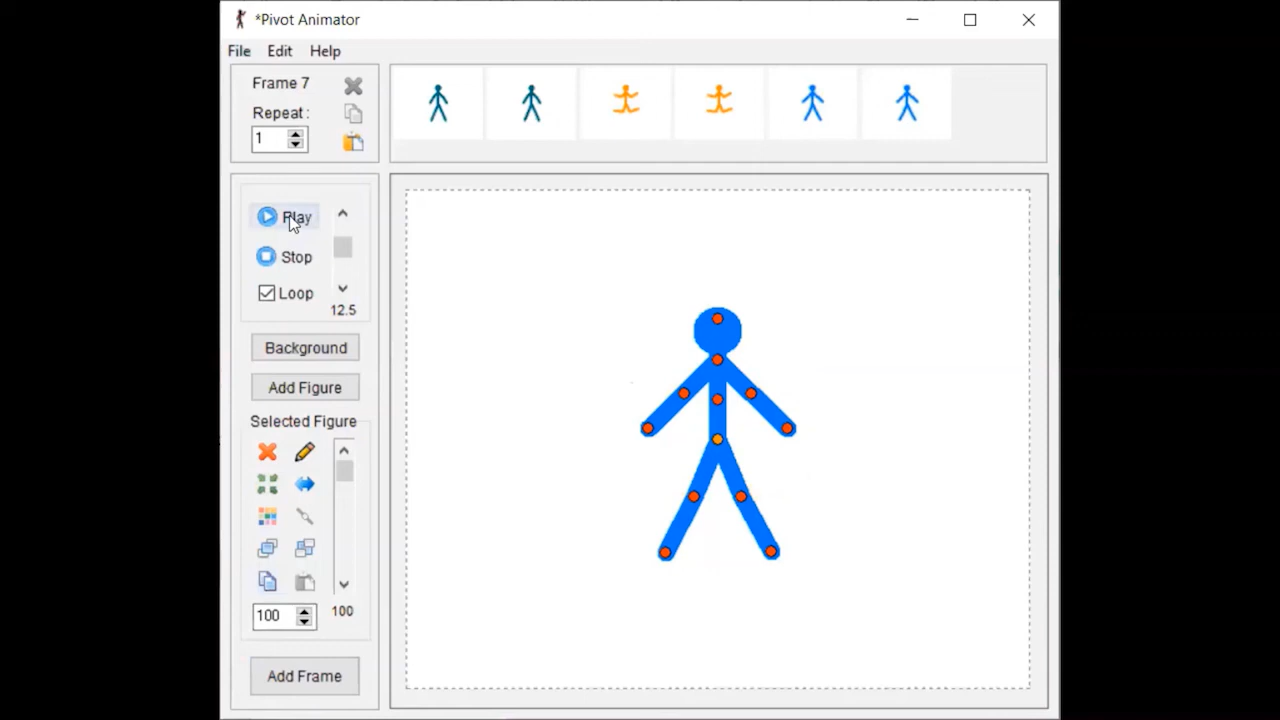 *Pivot Animator
File Edit Help
Frame 7
Repeat :
1
Play
Stop
Loop
12.5
Background
Add Figure
Selected Figure
100
100
Add Frame